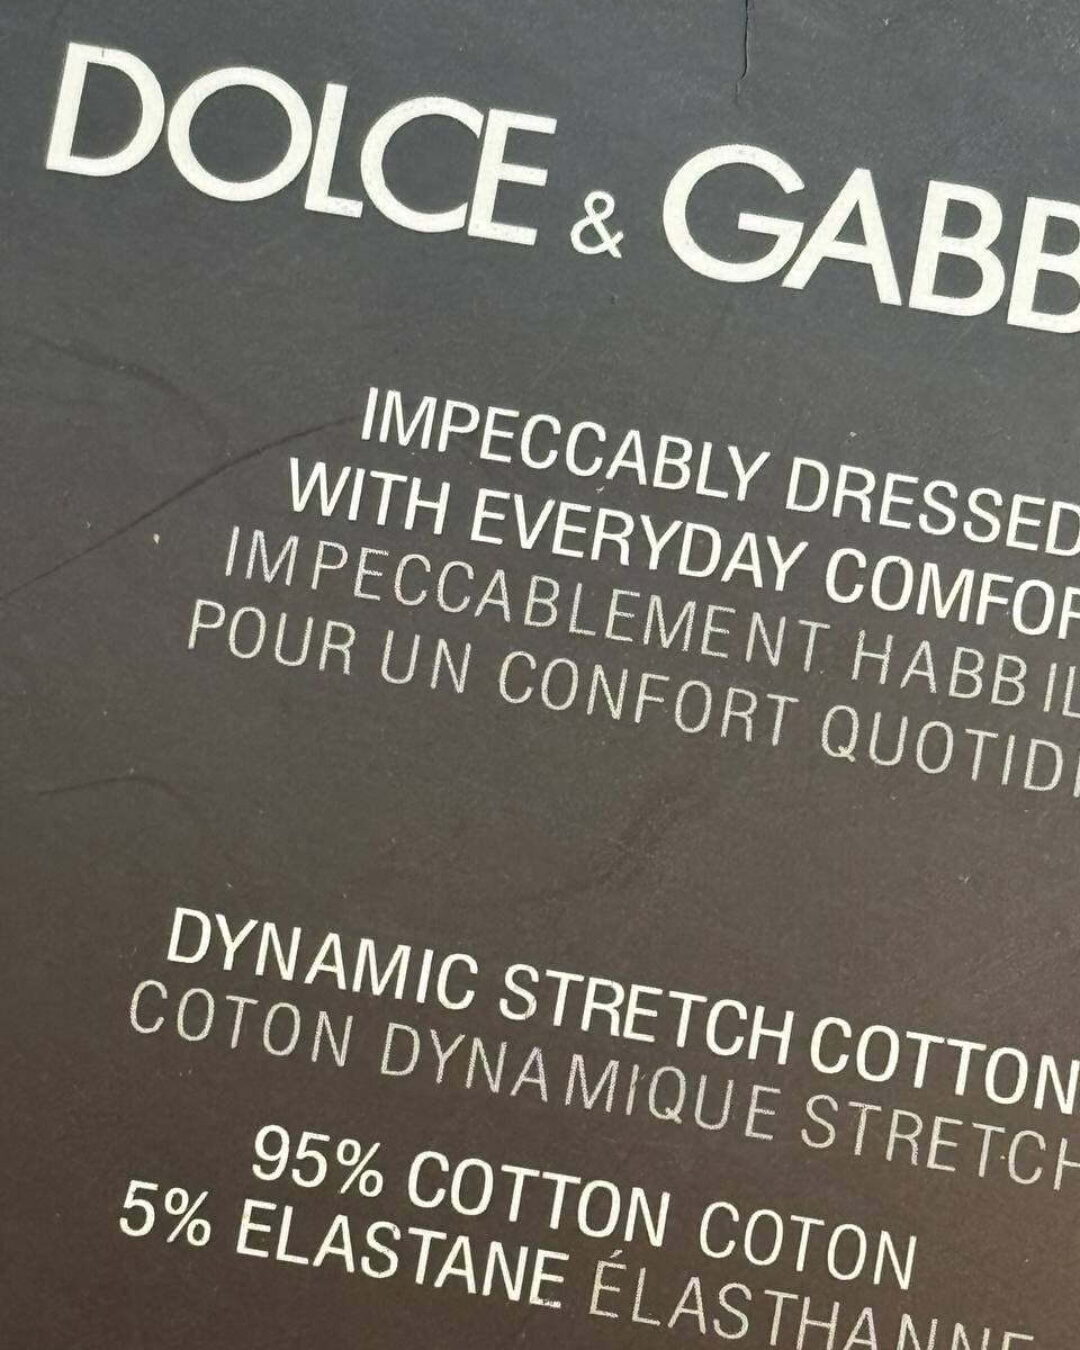 DOLCE & GABB
IMPECCABLY DRESSED
WITH EVERYDAY COMFOR
IMPECCABLEMENT HABBIL
POUR UN CONFORT QUOTIDI
DYNAMIC STRETCH COTTON
COTON DYNAMIQUE STRETCH
95% COTTON COTON
5% ELASTANE ÉLASTHANNE